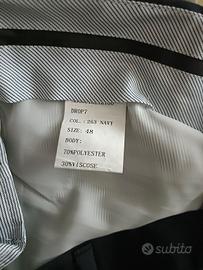 DROP7
COL.: 263 NAVY
SIZE: 48
BODY:
70%POLYESTER
30%VISCOSE
subito